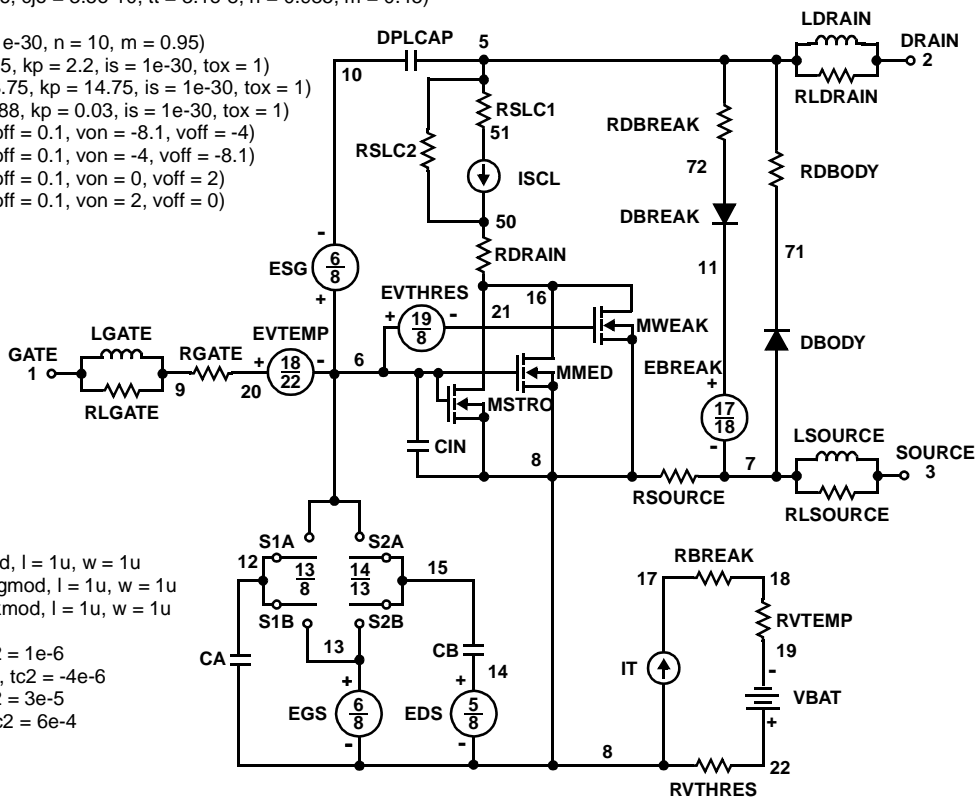 e-30, n = 10, m = 0.95)
5, kp = 2.2, is = 1e-30, tox = 1)
.75, kp = 14.75, is = 1e-30, tox = 1)
88, kp = 0.03, is = 1e-30, tox = 1)
off = 0.1, von = -8.1, voff = -4)
off = 0.1, von = -4, voff = -8.1)
off = 0.1, von = 0, voff = 2)
off = 0.1, von = 2, voff = 0)
DPLCAP
5
10
LDRAIN
DRAIN
2
RLDRAIN
RSLC1
51
RSLC2
ISCL
50
RDBREAK
72
RDBODY
DBREAK
71
11
RDRAIN
ESG
-
6
8
+
EVTHRES
+
19
8
-
21
16
MWEAK
LGATE
GATE
1
RLGATE
9
RGATE
20
EVTEMP
+
18
22
-
6
MMED
MSTRO
DBODY
EBREAK
+
17
18
-
CIN
8
RSOURCE
7
LSOURCE
SOURCE
3
RLSOURCE
S1A
S2A
12
13
8
14
13
15
S1B
S2B
13
CA
CB
14
EGS
+
6
8
-
EDS
+
5
8
-
8
RBREAK
17
18
RVTEMP
19
IT
-
VBAT
+
22
RVTHRES
d, l = 1u, w = 1u
gmod, l = 1u, w = 1u
kmod, l = 1u, w = 1u
2 = 1e-6
, tc2 = -4e-6
2 = 3e-5
c2 = 6e-4